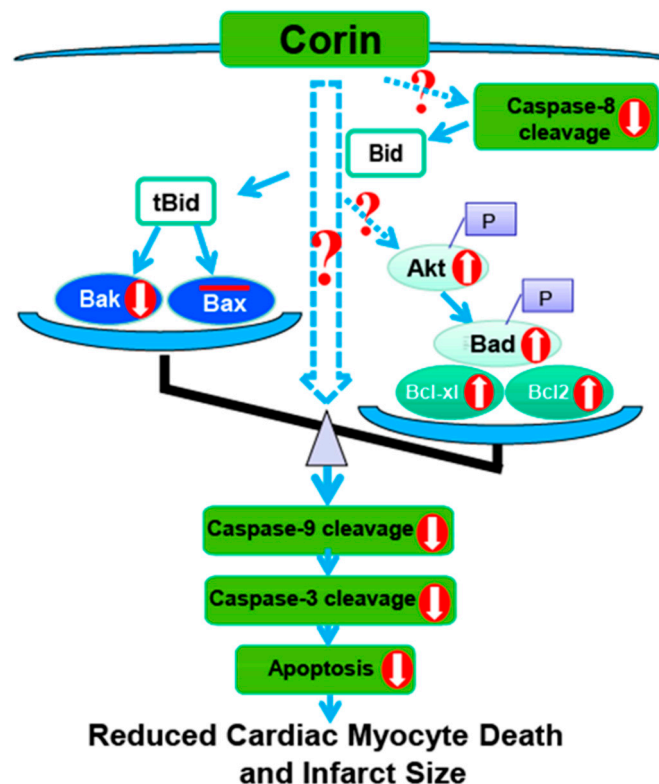 Corin
?
Caspase-8
cleavage
Bid
tBid
?
P
?
Akt
Bak
Bax
P
Bad
Bcl-xl
Bcl2
Caspase-9 cleavage
Caspase-3 cleavage
Apoptosis
Reduced Cardiac Myocyte Death
and Infarct Size